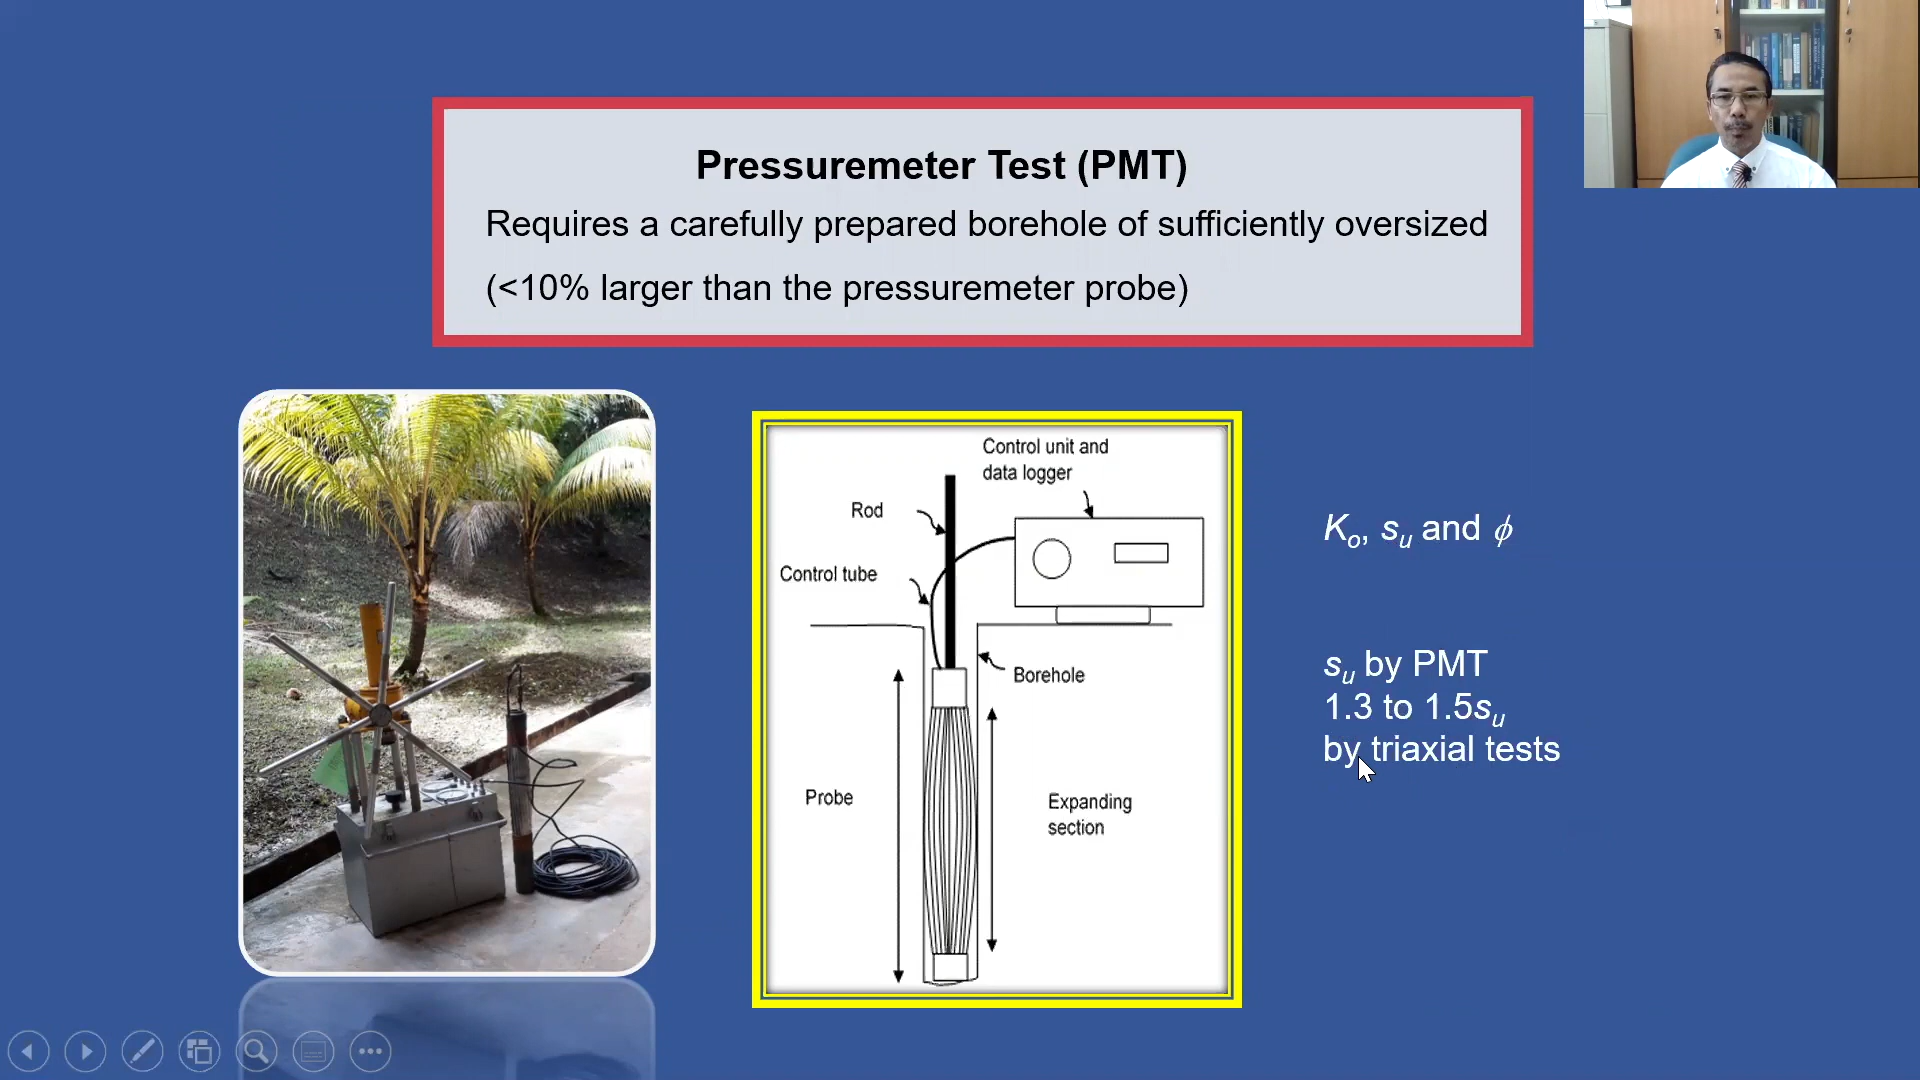 Pressuremeter Test (PMT)
Requires a carefully prepared borehole of sufficiently oversized
(<10% larger than the pressuremeter probe)
Control unit and
data logger
Rod
Control tube
Borehole
Probe
Expanding
section
Ko, su and ϕ
su by PMT
1.3 to 1.5su
by triaxial tests